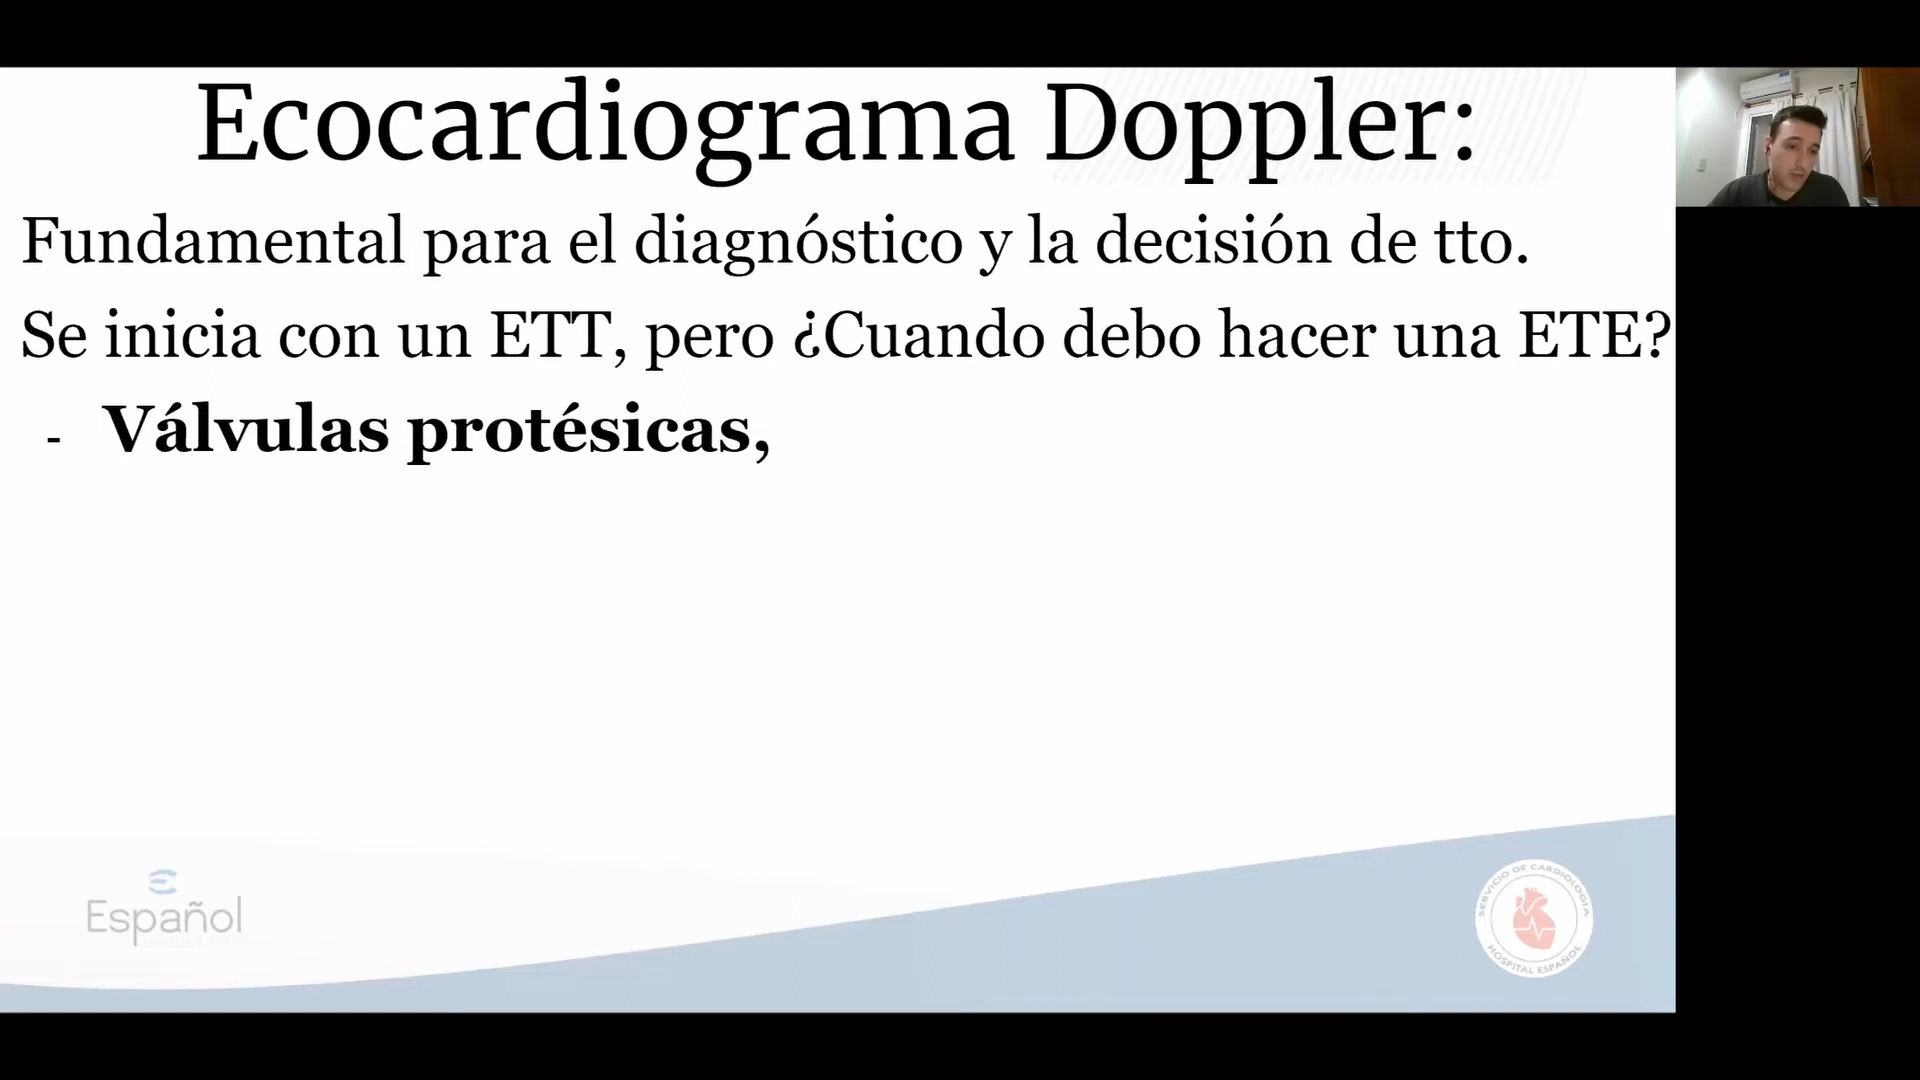 Ecocardiograma Doppler:
Fundamental para el diagnóstico y la decisión de tto.
Se inicia con un ETT, pero ¿Cuando debo hacer una ETE?
- Válvulas protésicas,
Español
SERVICIO DE CARDIOLOGIA
HOSPITAL ESPAÑOL